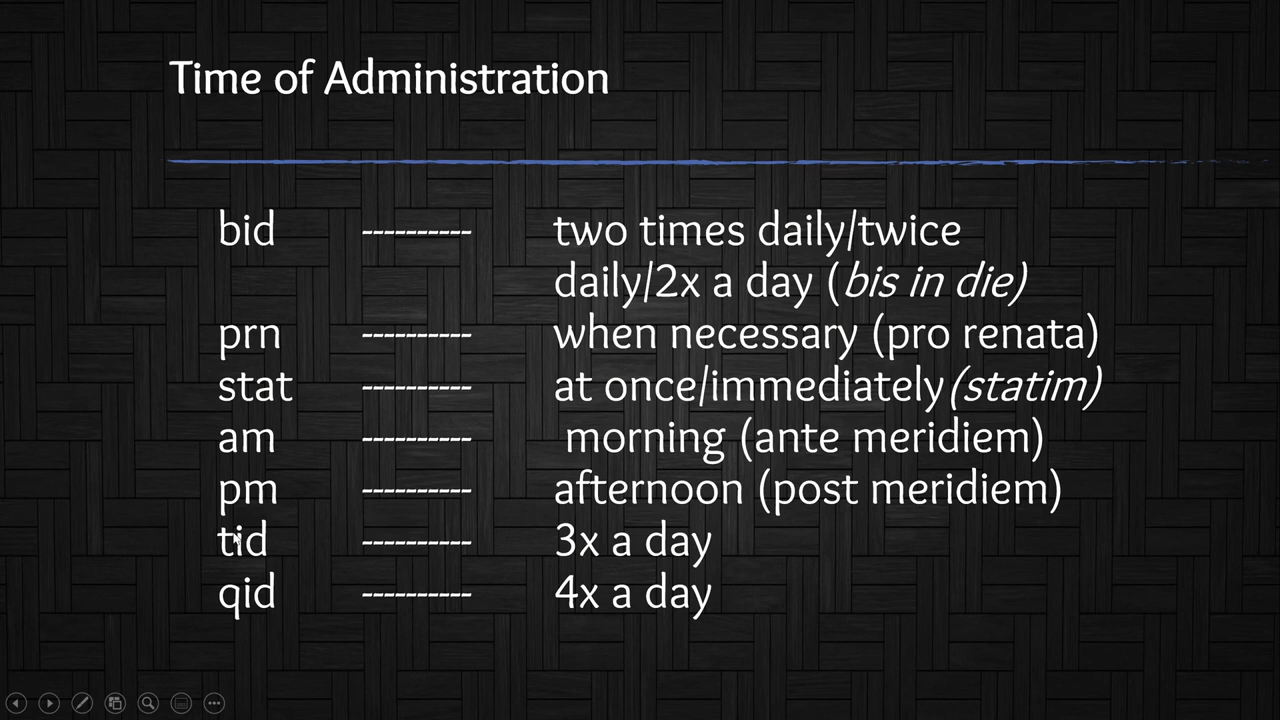 Time of Administration
bid ---------- two times daily/twice
daily/2x a day (bis in die)
prn ---------- when necessary (pro renata)
stat ---------- at once/immediately(statim)
am ---------- morning (ante meridiem)
pm ---------- afternoon (post meridiem)
tid ---------- 3x a day
qid ---------- 4x a day